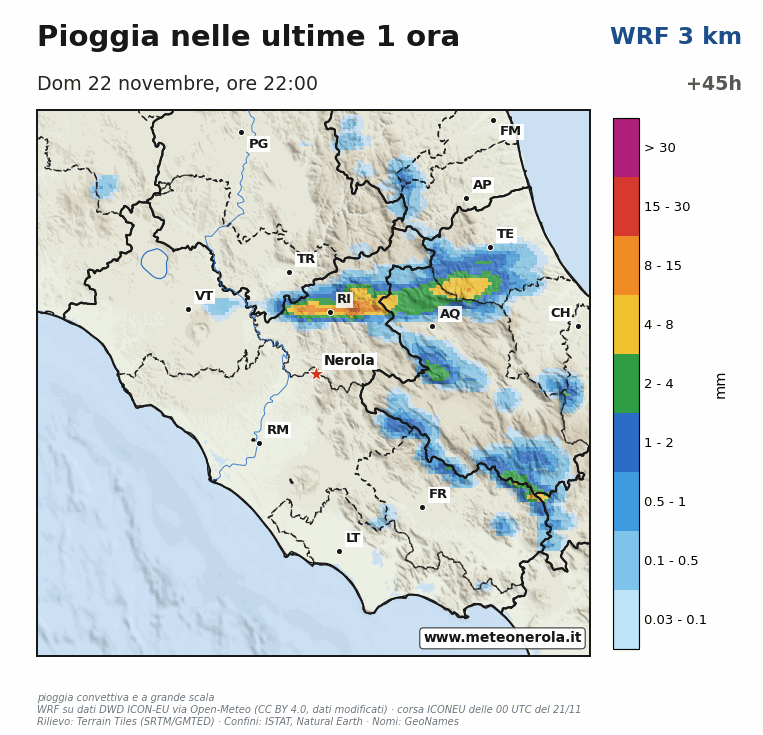 Pioggia nelle ultime 1 ora
WRF 3 km
Dom 22 novembre, ore 22:00
+45h
FM
PG
AP
TE
TR
VT
RI
AQ
CH
Nerola
RM
FR
LT
www.meteonerola.it
> 30
15 - 30
8 - 15
4 - 8
2 - 4
1 - 2
0.5 - 1
0.1 - 0.5
0.03 - 0.1
mm
pioggia convettiva e a grande scala
WRF su dati DWD ICON-EU via Open-Meteo (CC BY 4.0, dati modificati) · corsa ICONEU delle 00 UTC del 21/11
Rilievo: Terrain Tiles (SRTM/GMTED) · Confini: ISTAT, Natural Earth · Nomi: GeoNames